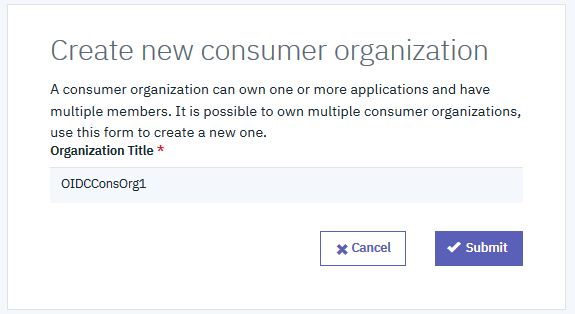 Create new consumer organization
A consumer organization can own one or more applications and have
multiple members. It is possible to own multiple consumer organizations,
use this form to create a new one.
Organization Title *
OIDCConsOrg1
Cancel Submit